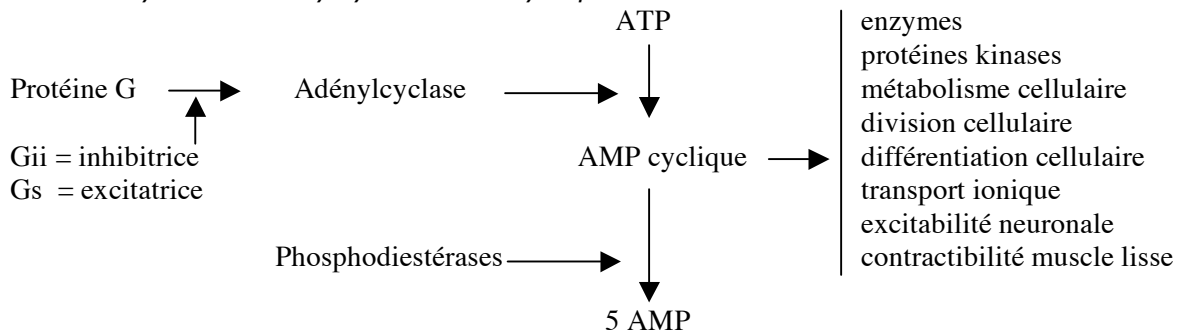 ATP
Protéine G
Adénylcyclase
Gii = inhibitrice
Gs = excitatrice
AMP cyclique
enzymes
protéines kinases
métabolisme cellulaire
division cellulaire
différentiation cellulaire
transport ionique
excitabilité neuronale
contractibilité muscle lisse
Phosphodiestérases
5 AMP